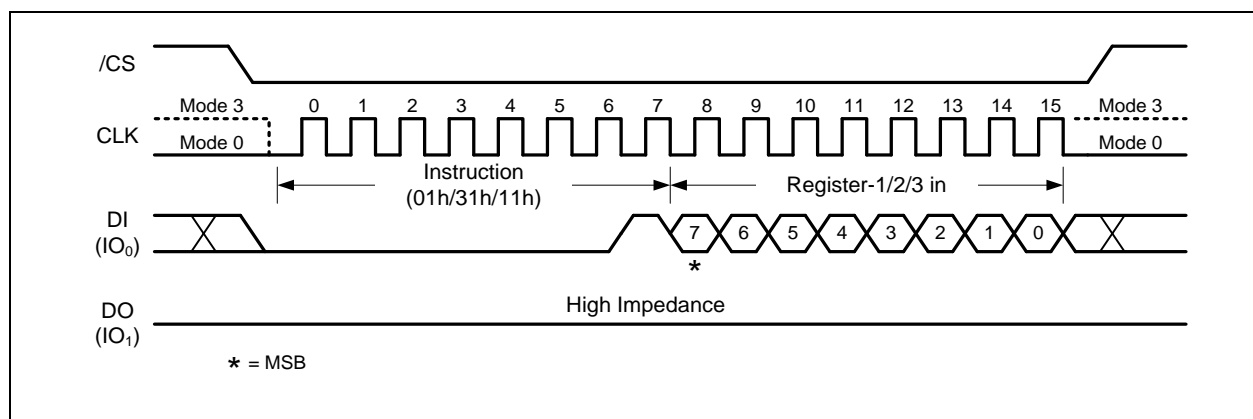 /CS
Mode 3 0 1 2 3 4 5 6 7 8 9 10 11 12 13 14 15 Mode 3
CLK
Mode 0 Mode 0
Instruction
(01h/31h/11h)
Register-1/2/3 in
DI
(IO₀)
7 6 5 4 3 2 1 0
*
High Impedance
DO
(IO₁)
* = MSB